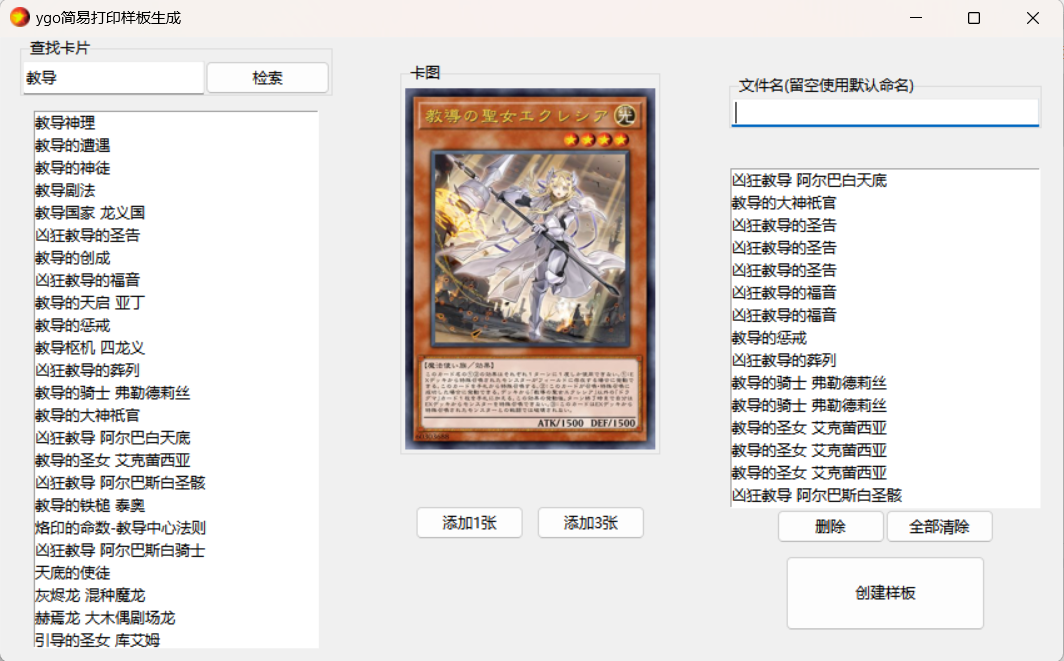 ygo简易打印样板生成
查找卡片
教导
检索
教导神理
教导的遭遇
教导的神徒
教导剧法
教导国家 龙义国
凶狂教导的圣告
教导的创成
凶狂教导的福音
教导的天启 亚丁
教导的惩戒
教导枢机 四龙义
凶狂教导的葬列
教导的骑士 弗勒德莉丝
教导的大神祇官
凶狂教导 阿尔巴白天底
教导的圣女 艾克莤西亚
凶狂教导 阿尔巴斯白圣骸
教导的铁槌 泰奥
烙印的命数-教导中心法则
凶狂教导 阿尔巴斯白骑士
天底的使徒
灰烬龙 混种魔龙
赫焉龙 大木偶剧场龙
引导的圣女 库艾姆
卡图
教導の聖女エクレシア
光
【魔法使い族/効果】
ATK/1500 DEF/1500
添加1张
添加3张
文件名(留空使用默认命名)
凶狂教导 阿尔巴白天底
教导的大神祇官
凶狂教导的圣告
凶狂教导的圣告
凶狂教导的圣告
凶狂教导的福音
凶狂教导的福音
教导的惩戒
凶狂教导的葬列
教导的骑士 弗勒德莉丝
教导的骑士 弗勒德莉丝
教导的圣女 艾克莤西亚
教导的圣女 艾克莤西亚
教导的圣女 艾克莤西亚
凶狂教导 阿尔巴斯白圣骸
删除
全部清除
创建样板